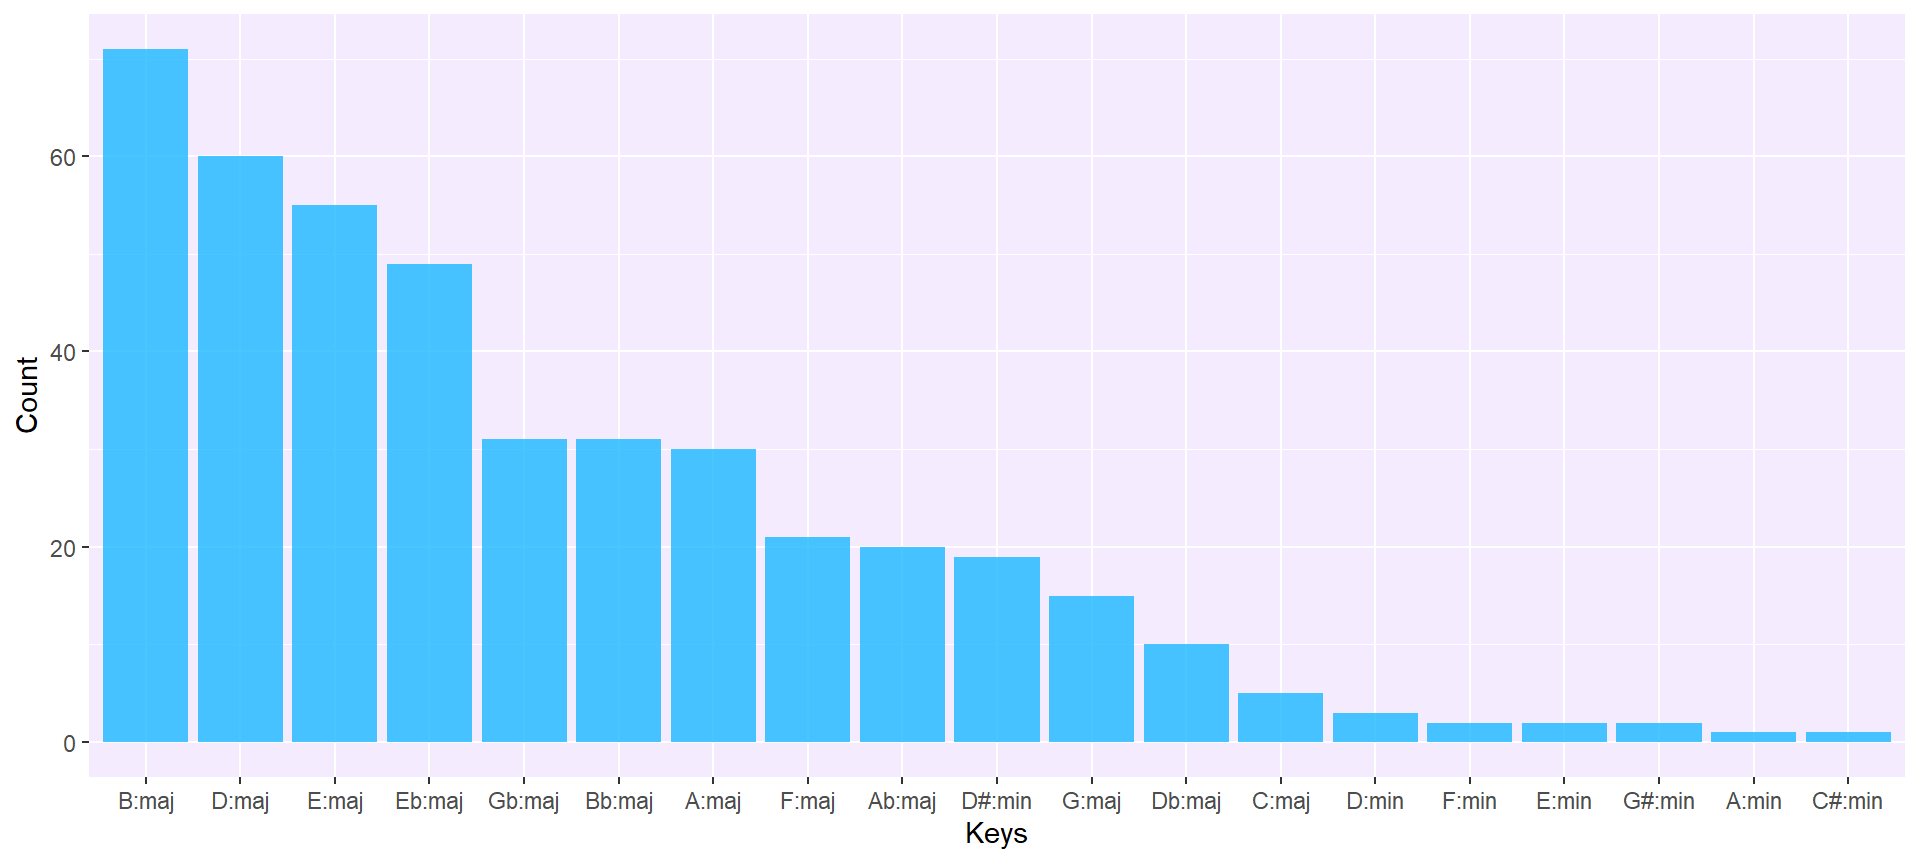 60
40
20
0
Count
B:maj D:maj E:maj Eb:maj Gb:maj Bb:maj A:maj F:maj Ab:maj D#:min G:maj Db:maj C:maj D:min F:min E:min G#:min A:min C#:min
Keys